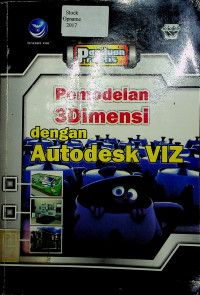 Stock
Opname
2017
Panduan
Praktis
Pemodelan
3Dimensi
dengan
Autodesk VIZ